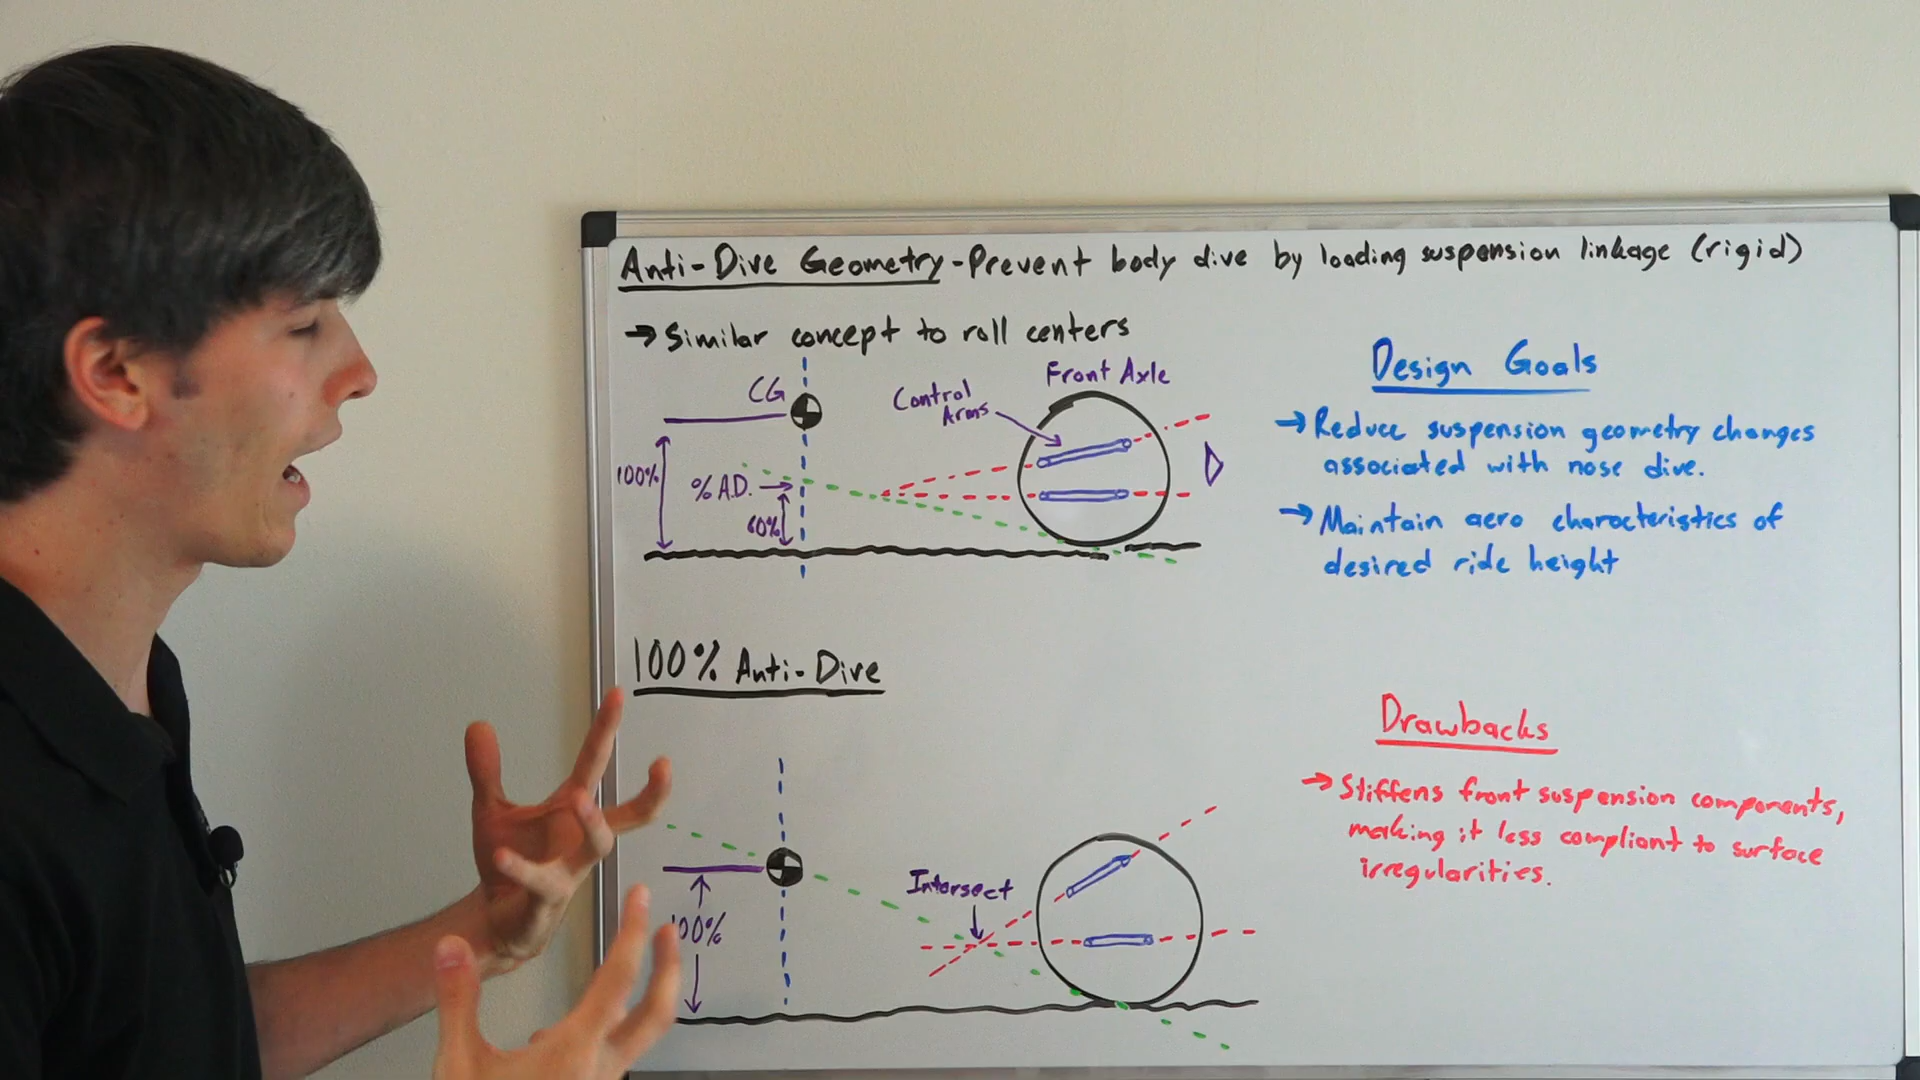 Anti-Dive Geometry - Prevent body dive by loading suspension linkage (rigid)
→ Similar concept to roll centers
CG
Control
Arms
Front Axle
100%
% A.D. →
60%
Design Goals
→ Reduce suspension geometry changes
associated with nose dive.
→ Maintain aero characteristics of
desired ride height
100% Anti-Dive
Intersect
100%
Drawbacks
→ Stiffens front suspension components,
making it less compliant to surface
irregularities.